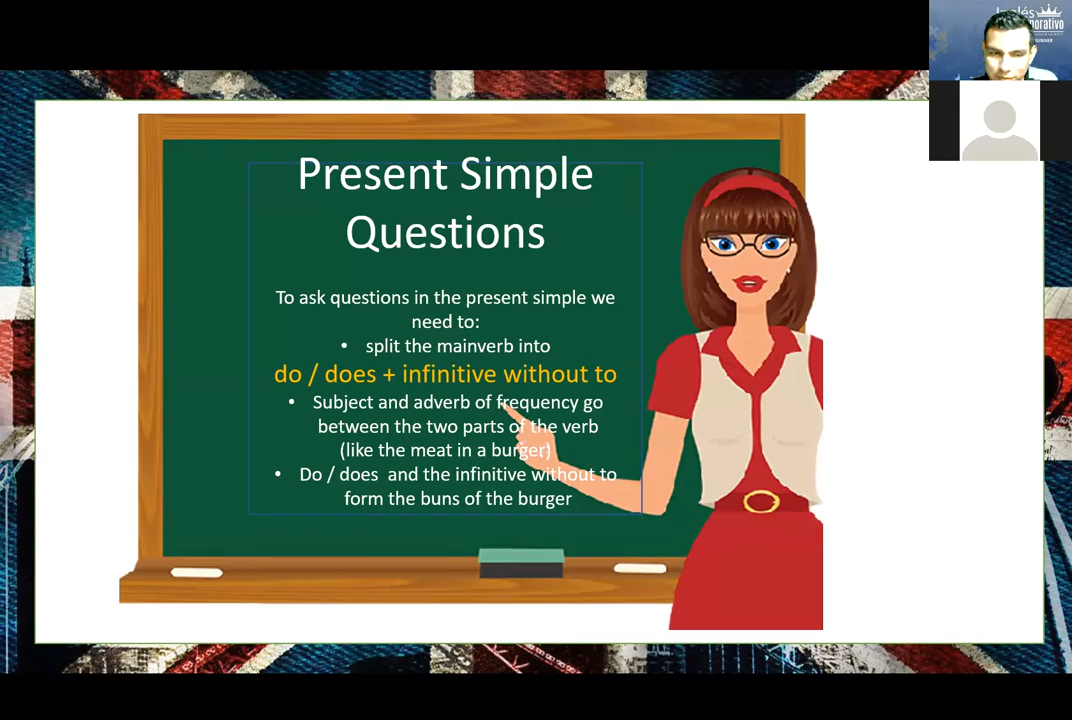 Present Simple
Questions
To ask questions in the present simple we
need to:
• split the mainverb into
do / does + infinitive without to
• Subject and adverb of frequency go
between the two parts of the verb
(like the meat in a burger)
• Do / does and the infinitive without to
form the buns of the burger